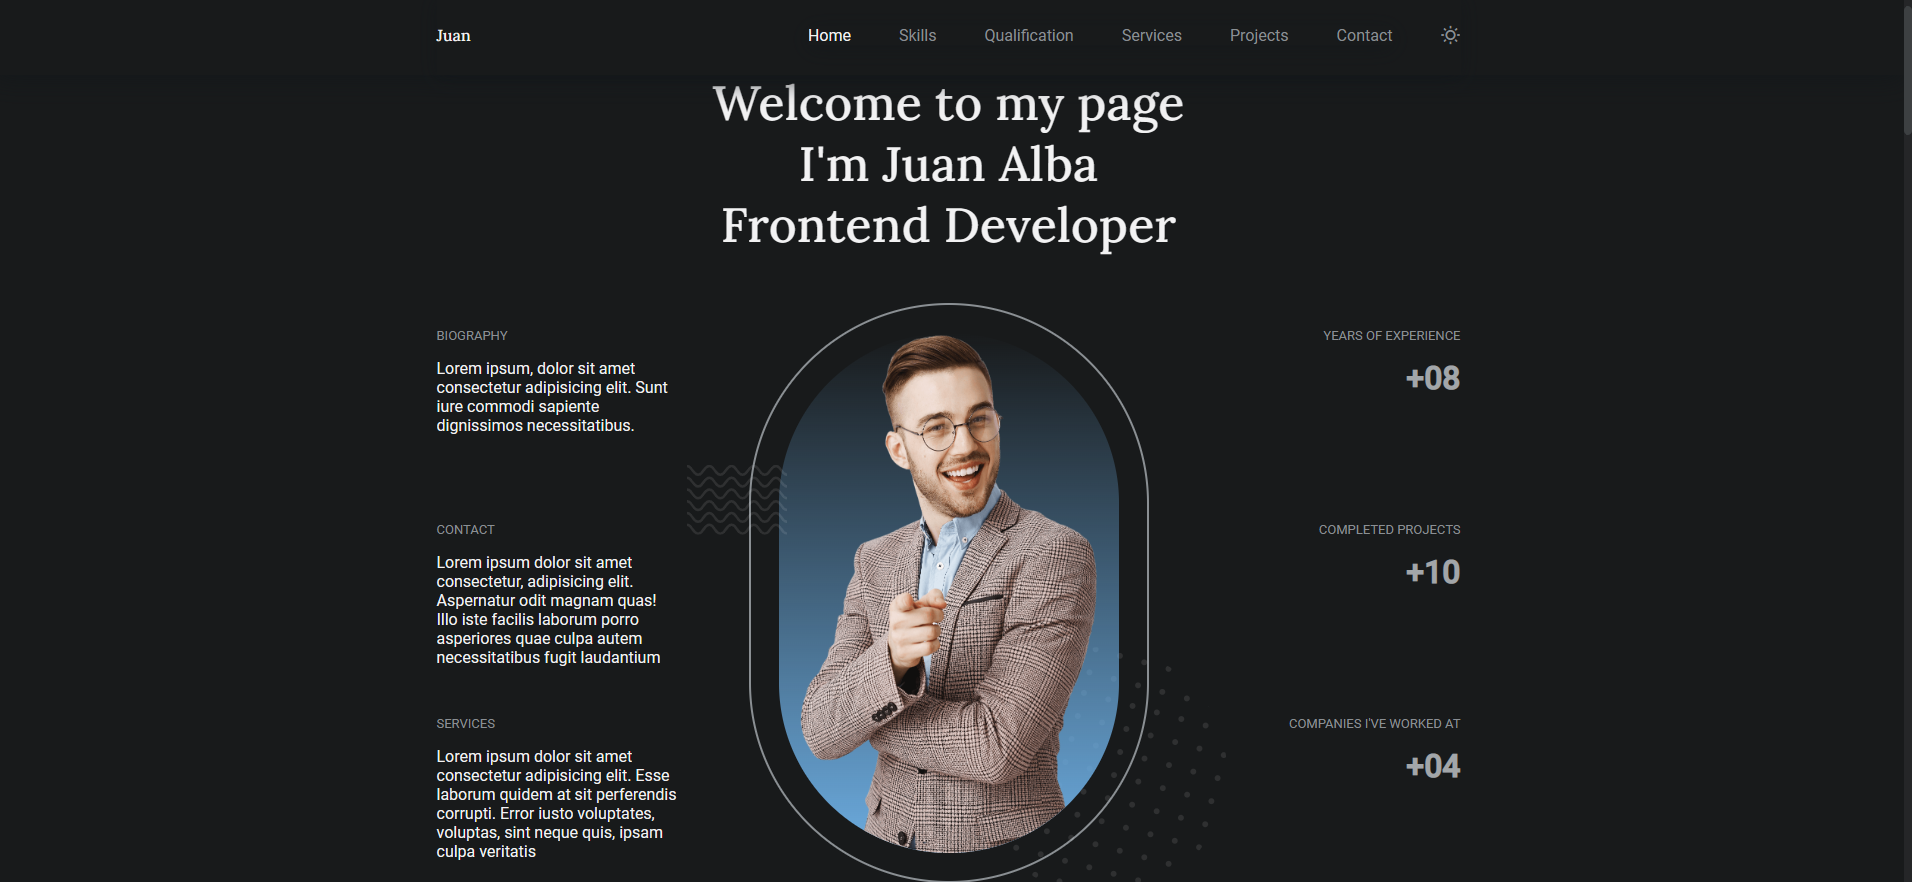 Juan
Home Skills Qualification Services Projects Contact
Welcome to my page
I'm Juan Alba
Frontend Developer
BIOGRAPHY
Lorem ipsum, dolor sit amet
consectetur adipisicing elit. Sunt
iure commodi sapiente
dignissimos necessitatibus.
CONTACT
Lorem ipsum dolor sit amet
consectetur, adipisicing elit.
Aspernatur odit magnam quas!
Illo iste facilis laborum porro
asperiores quae culpa autem
necessitatibus fugit laudantium
SERVICES
Lorem ipsum dolor sit amet
consectetur adipisicing elit. Esse
laborum quidem at sit perferendis
corrupti. Error iusto voluptates,
voluptas, sint neque quis, ipsam
culpa veritatis
YEARS OF EXPERIENCE
+08
COMPLETED PROJECTS
+10
COMPANIES I'VE WORKED AT
+04